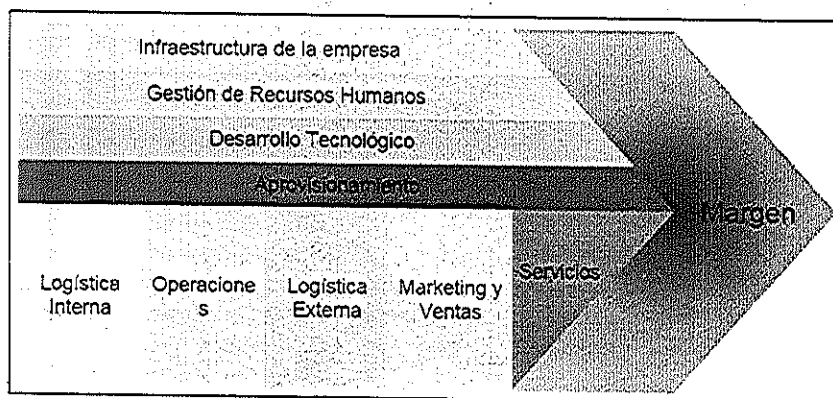 Infraestructura de la empresa
Gestión de Recursos Humanos
Desarrollo Tecnológico
Aprovisionamiento
Margen
Servicios
Logística
Interna
Operacione
s
Logística
Externa
Marketing y
Ventas